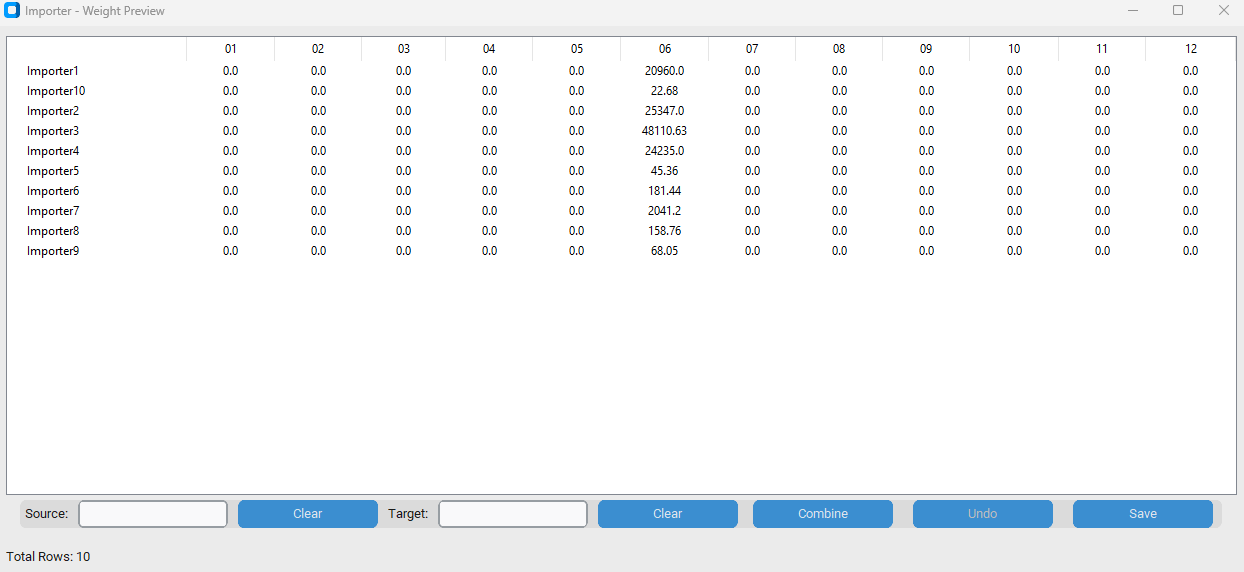 Importer - Weight Preview
01 02 03 04 05 06 07 08 09 10 11 12
Importer1 0.0 0.0 0.0 0.0 0.0 20960.0 0.0 0.0 0.0 0.0 0.0 0.0
Importer10 0.0 0.0 0.0 0.0 0.0 22.68 0.0 0.0 0.0 0.0 0.0 0.0
Importer2 0.0 0.0 0.0 0.0 0.0 25347.0 0.0 0.0 0.0 0.0 0.0 0.0
Importer3 0.0 0.0 0.0 0.0 0.0 48110.63 0.0 0.0 0.0 0.0 0.0 0.0
Importer4 0.0 0.0 0.0 0.0 0.0 24235.0 0.0 0.0 0.0 0.0 0.0 0.0
Importer5 0.0 0.0 0.0 0.0 0.0 45.36 0.0 0.0 0.0 0.0 0.0 0.0
Importer6 0.0 0.0 0.0 0.0 0.0 181.44 0.0 0.0 0.0 0.0 0.0 0.0
Importer7 0.0 0.0 0.0 0.0 0.0 2041.2 0.0 0.0 0.0 0.0 0.0 0.0
Importer8 0.0 0.0 0.0 0.0 0.0 158.76 0.0 0.0 0.0 0.0 0.0 0.0
Importer9 0.0 0.0 0.0 0.0 0.0 68.05 0.0 0.0 0.0 0.0 0.0 0.0
Source: Clear Target: Clear Combine Undo Save
Total Rows: 10